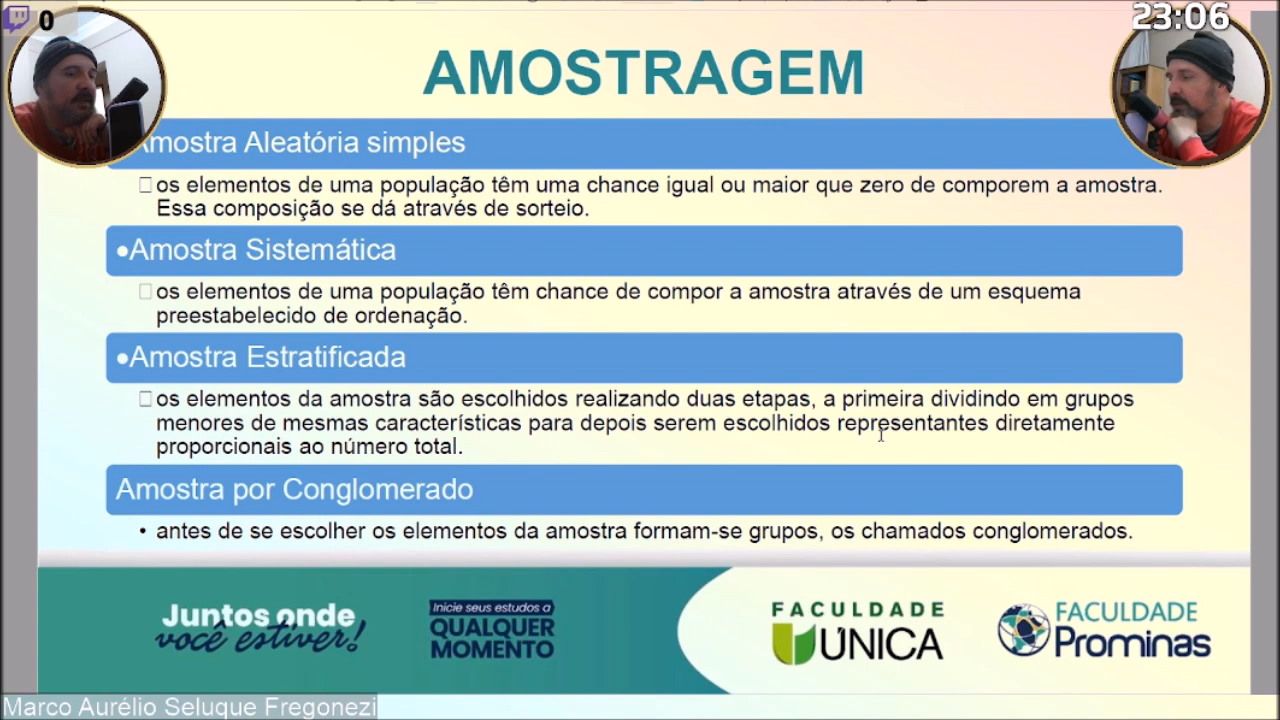 0
23:06
AMOSTRAGEM
Amostra Aleatória simples
os elementos de uma população têm uma chance igual ou maior que zero de comporem a amostra.
Essa composição se dá através de sorteio.
•Amostra Sistemática
os elementos de uma população têm chance de compor a amostra através de um esquema
preestabelecido de ordenação.
•Amostra Estratificada
os elementos da amostra são escolhidos realizando duas etapas, a primeira dividindo em grupos
menores de mesmas características para depois serem escolhidos representantes diretamente
proporcionais ao número total.
Amostra por Conglomerado
• antes de se escolher os elementos da amostra formam-se grupos, os chamados conglomerados.
Juntos onde
você estiver!
Inicie seus estudos a
QUALQUER
MOMENTO
FACULDADE
ÚNICA
FACULDADE
Prominas
Marco Aurélio Seluque Fregonezi